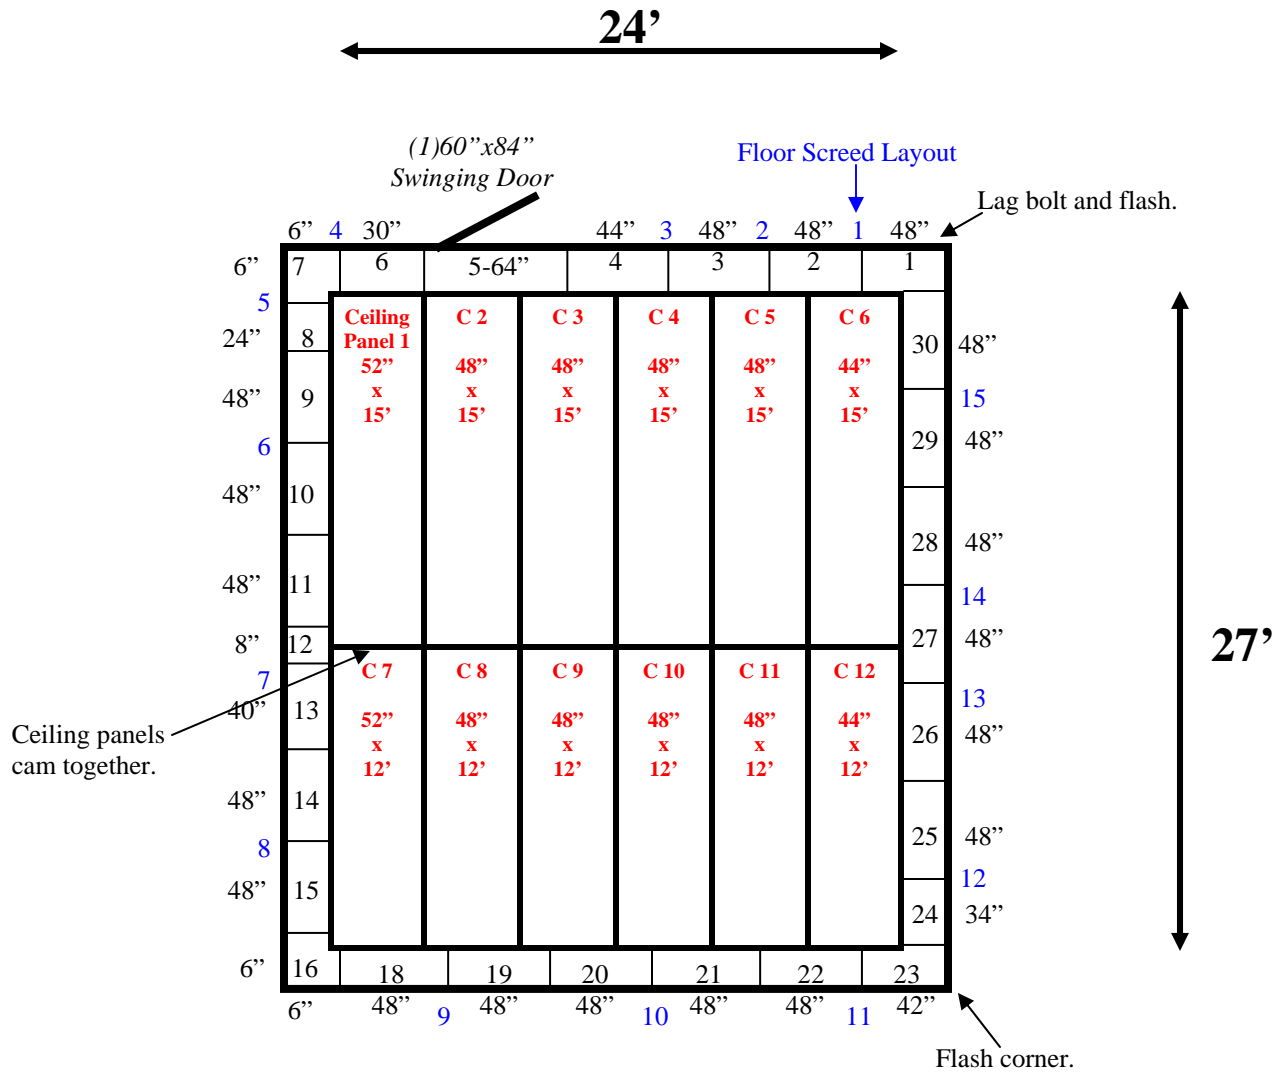 24’
(1)60”x84”
Swinging Door
Floor Screed Layout
Lag bolt and flash.
6” 4 30” 44” 3 48” 2 48” 1 48”
6” 7 6 5-64” 4 3 2 1
5
24” 8
48” 9
6
48” 10
48” 11
8” 12
7
40” 13
48” 14
8
48” 15
6” 16
Ceiling
Panel 1
52”
x
15’
C 2
48”
x
15’
C 3
48”
x
15’
C 4
48”
x
15’
C 5
48”
x
15’
C 6
44”
x
15’
30 48”
15
29 48”
28 48”
14
27 48”
13
26 48”
25 48”
12
24 34”
27’
C 7
52”
x
12’
C 8
48”
x
12’
C 9
48”
x
12’
C 10
48”
x
12’
C 11
48”
x
12’
C 12
44”
x
12’
Ceiling panels
cam together.
18 19 20 21 22 23
6” 48” 9 48” 48” 10 48” 48” 11 42”
Flash corner.